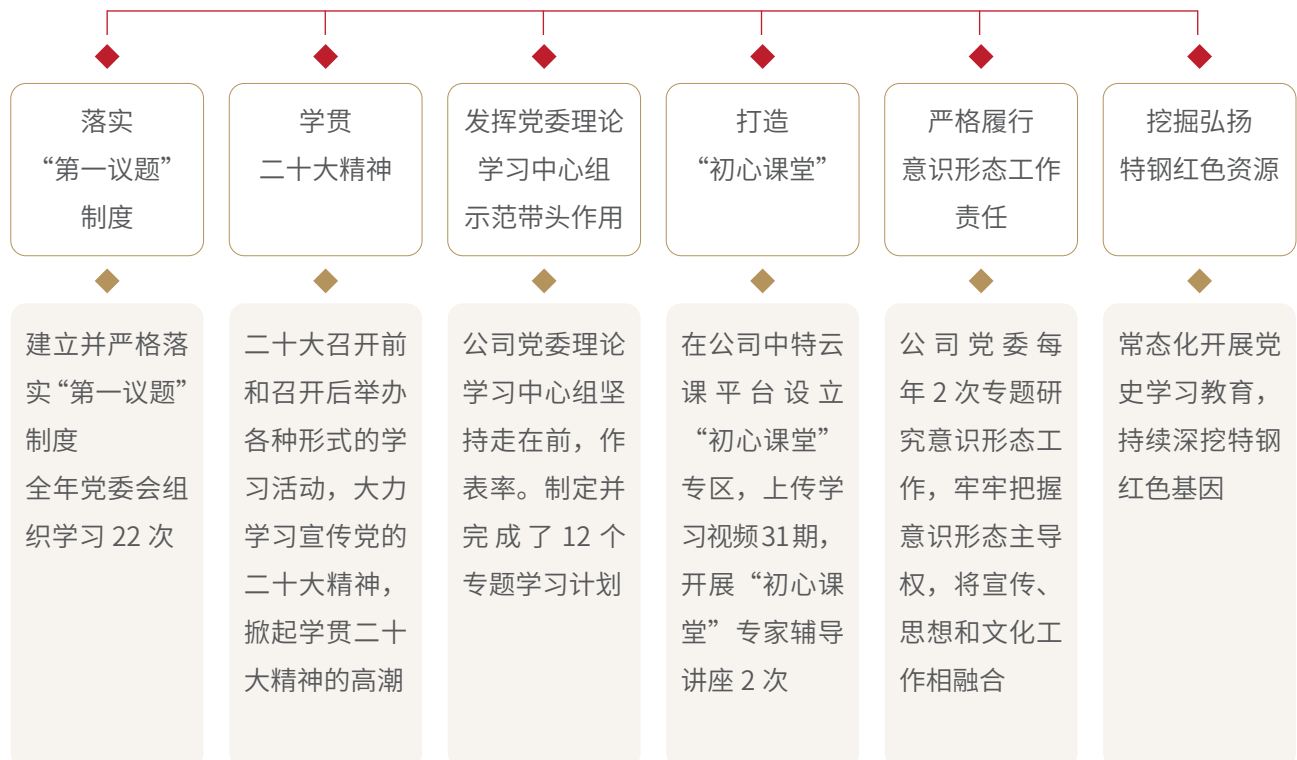 落实
“第一议题”
制度
学贯
二十大精神
发挥党委理论
学习中心组
示范带头作用
打造
“初心课堂”
严格履行
意识形态工作
责任
挖掘弘扬
特钢红色资源
建立并严格落
实“第一议题”
制度
全年党委会组
织学习 22 次
二十大召开前
和召开后举办
各种形式的学
习活动，大力
学习宣传党的
二十大精神，
掀起学贯二十
大精神的高潮
公司党委理论
学习中心组坚
持走在前，作
表率。制定并
完成了 12 个
专题学习计划
在公司中特云
课平台设立
“初心课堂”
专区，上传学
习视频31期，
开展“初心课
堂”专家辅导
讲座 2 次
公司党委每
年 2 次专题研
究意识形态工
作，牢牢把握
意识形态主导
权，将宣传、
思想和文化工
作相融合
常态化开展党
史学习教育，
持续深挖特钢
红色基因